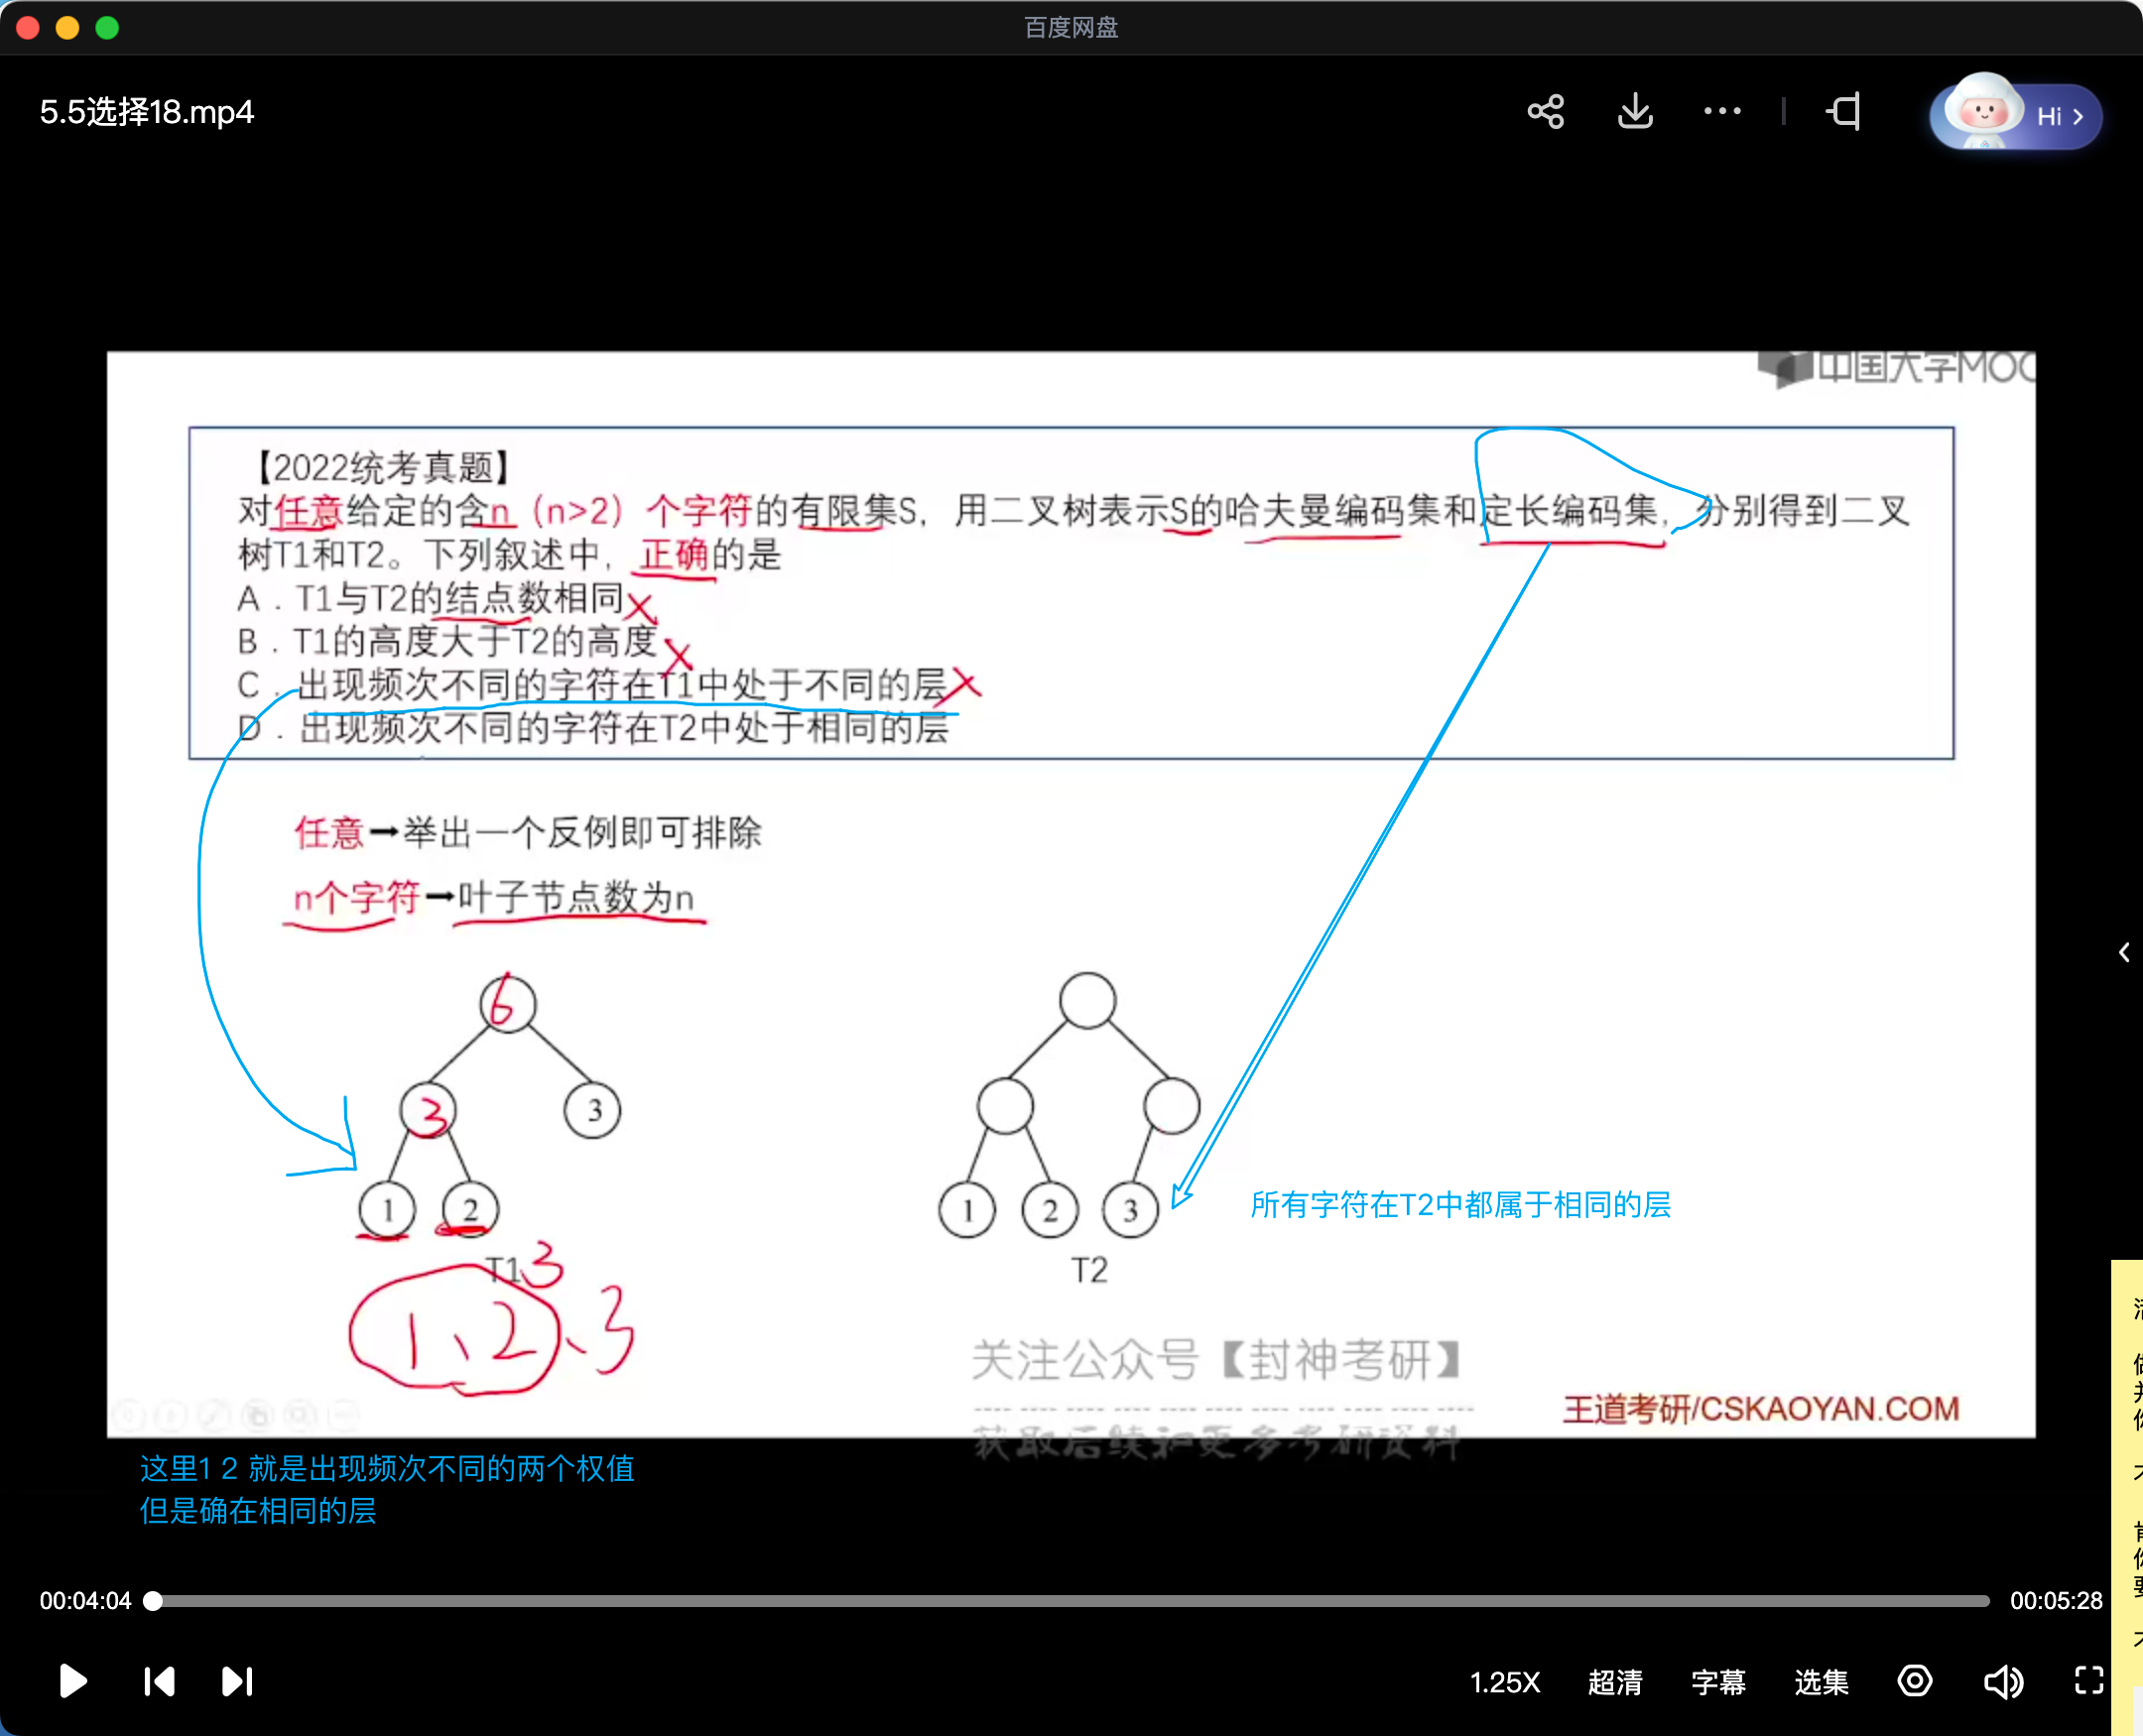 百度网盘
5.5选择18.mp4
Hi
中国大学MOO
【2022统考真题】
对任意给定的含n（n>2）个字符的有限集S，用二叉树表示S的哈夫曼编码集和定长编码集，分别得到二叉
树T1和T2。下列叙述中，正确的是
A．T1与T2的结点数相同
B．T1的高度大于T2的高度
C．出现频次不同的字符在T1中处于不同的层
D．出现频次不同的字符在T2中处于相同的层
任意➡举出一个反例即可排除
n个字符➡叶子节点数为n
6
3 3
1 2
1 2 3
所有字符在T2中都属于相同的层
T1 3
T2
1、2、3
关注公众号【封神考研】
获取后续和更多考研资料
王道考研/CSKAOYAN.COM
这里1 2 就是出现频次不同的两个权值
但是确在相同的层
00:04:04
00:05:28
1.25X 超清 字幕 选集